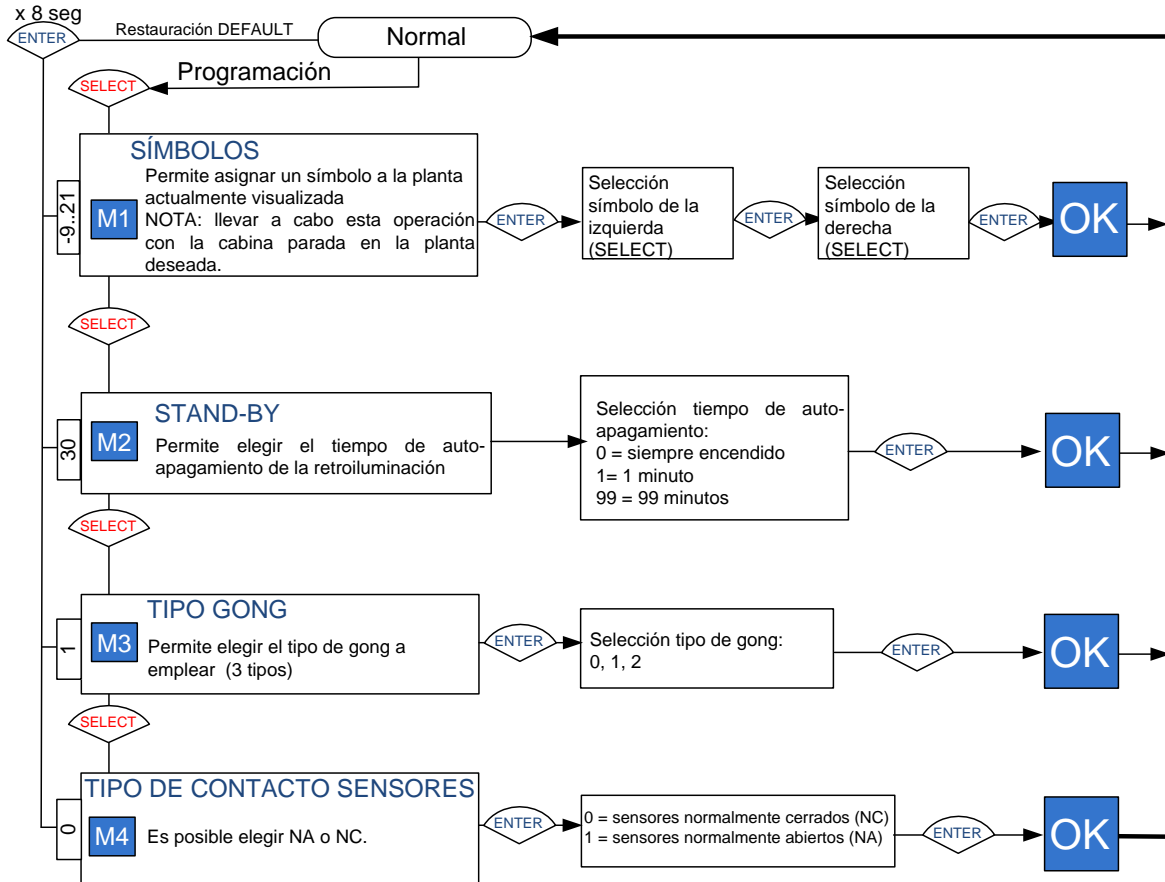 x 8 seg
ENTER
Restauración DEFAULT
Normal
SELECT
Programación
-9..21
M1
SÍMBOLOS
Permite asignar un símbolo a la planta
actualmente visualizada
NOTA: llevar a cabo esta operación
con la cabina parada en la planta
deseada.
ENTER
Selección
símbolo de la
izquierda
(SELECT)
ENTER
Selección
símbolo de la
derecha
(SELECT)
ENTER
OK
SELECT
30
M2
STAND-BY
Permite elegir el tiempo de auto-
apagamiento de la retroiluminación
Selección tiempo de auto-
apagamiento:
0 = siempre encendido
1= 1 minuto
99 = 99 minutos
ENTER
OK
SELECT
1
M3
TIPO GONG
Permite elegir el tipo de gong a
emplear (3 tipos)
ENTER
Selección tipo de gong:
0, 1, 2
ENTER
OK
SELECT
0
M4
TIPO DE CONTACTO SENSORES
Es posible elegir NA o NC.
ENTER
0 = sensores normalmente cerrados (NC)
1 = sensores normalmente abiertos (NA)
ENTER
OK